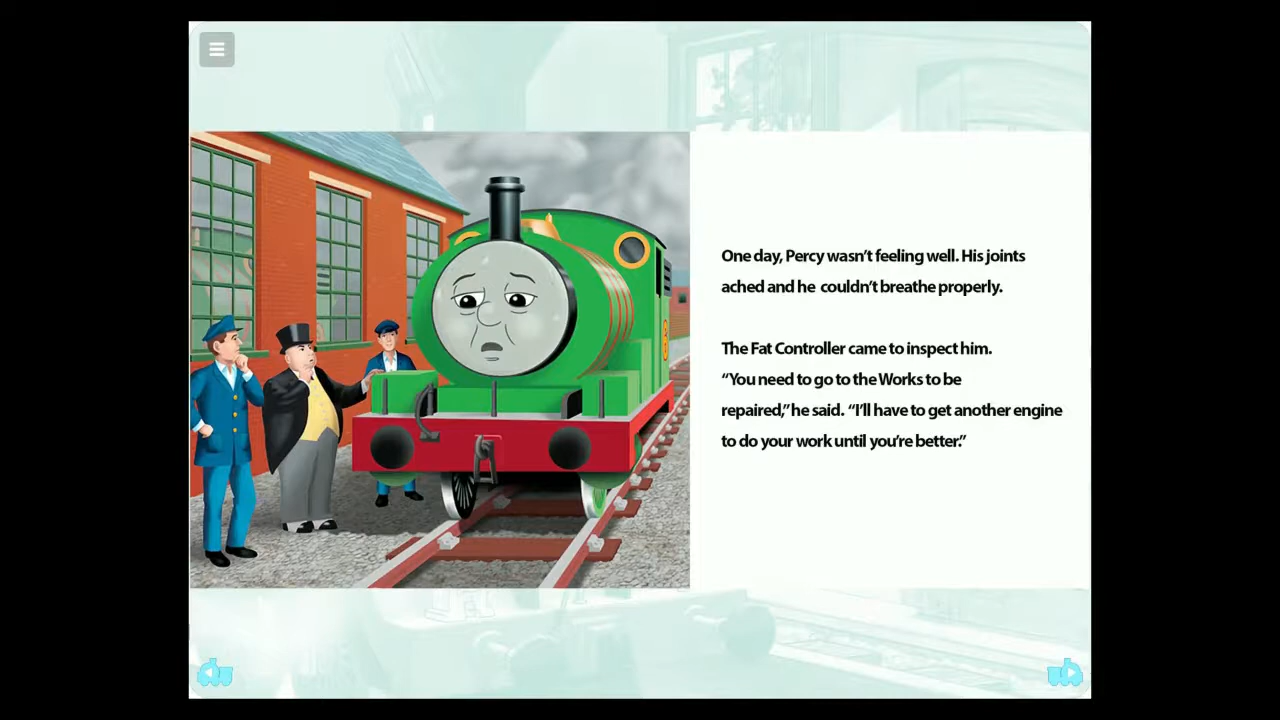 One day, Percy wasn't feeling well. His joints
ached and he couldn't breathe properly.
The Fat Controller came to inspect him.
“You need to go to the Works to be
repaired,” he said. “I'll have to get another engine
to do your work until you're better.”